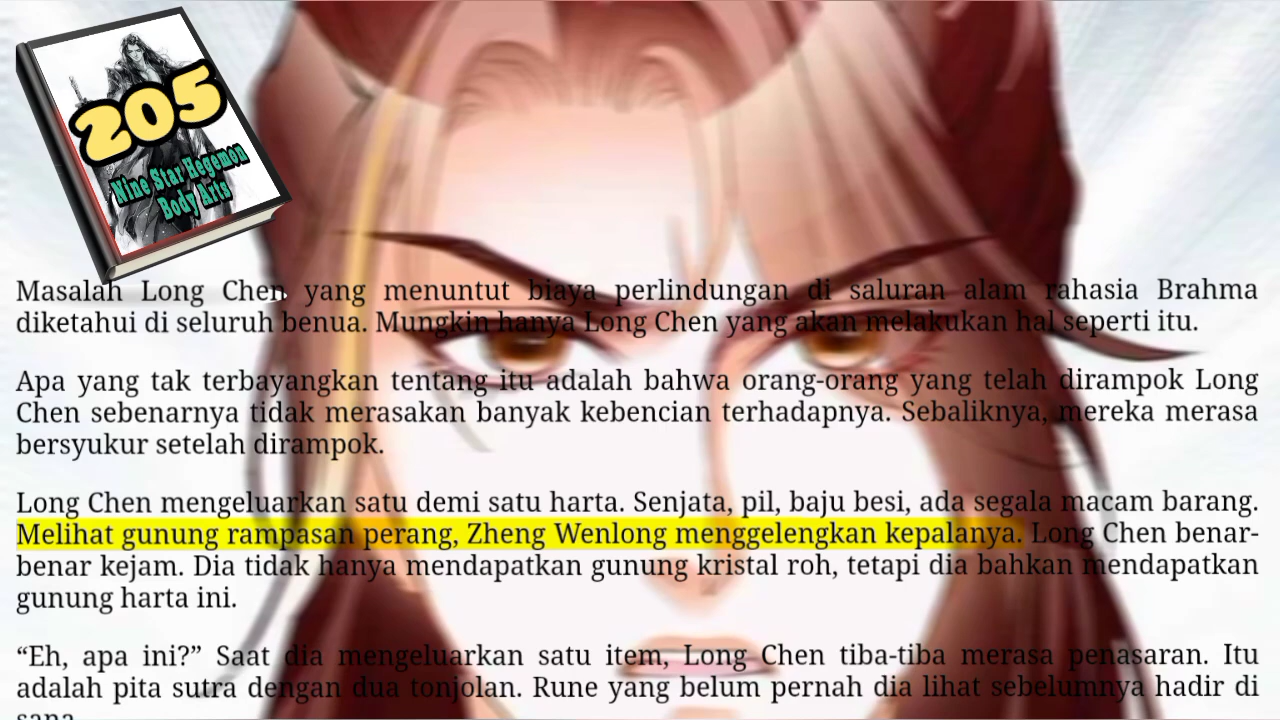 205
Nine Star Hegemon
Body Arts
Masalah Long Chen yang menuntut biaya perlindungan di saluran alam rahasia Brahma
diketahui di seluruh benua. Mungkin hanya Long Chen yang akan melakukan hal seperti itu.
Apa yang tak terbayangkan tentang itu adalah bahwa orang-orang yang telah dirampok Long
Chen sebenarnya tidak merasakan banyak kebencian terhadapnya. Sebaliknya, mereka merasa
bersyukur setelah dirampok.
Long Chen mengeluarkan satu demi satu harta. Senjata, pil, baju besi, ada segala macam barang.
Melihat gunung rampasan perang, Zheng Wenlong menggelengkan kepalanya. Long Chen benar-
benar kejam. Dia tidak hanya mendapatkan gunung kristal roh, tetapi dia bahkan mendapatkan
gunung harta ini.
“Eh, apa ini?” Saat dia mengeluarkan satu item, Long Chen tiba-tiba merasa penasaran. Itu
adalah pita sutra dengan dua tonjolan. Rune yang belum pernah dia lihat sebelumnya hadir di
sana.